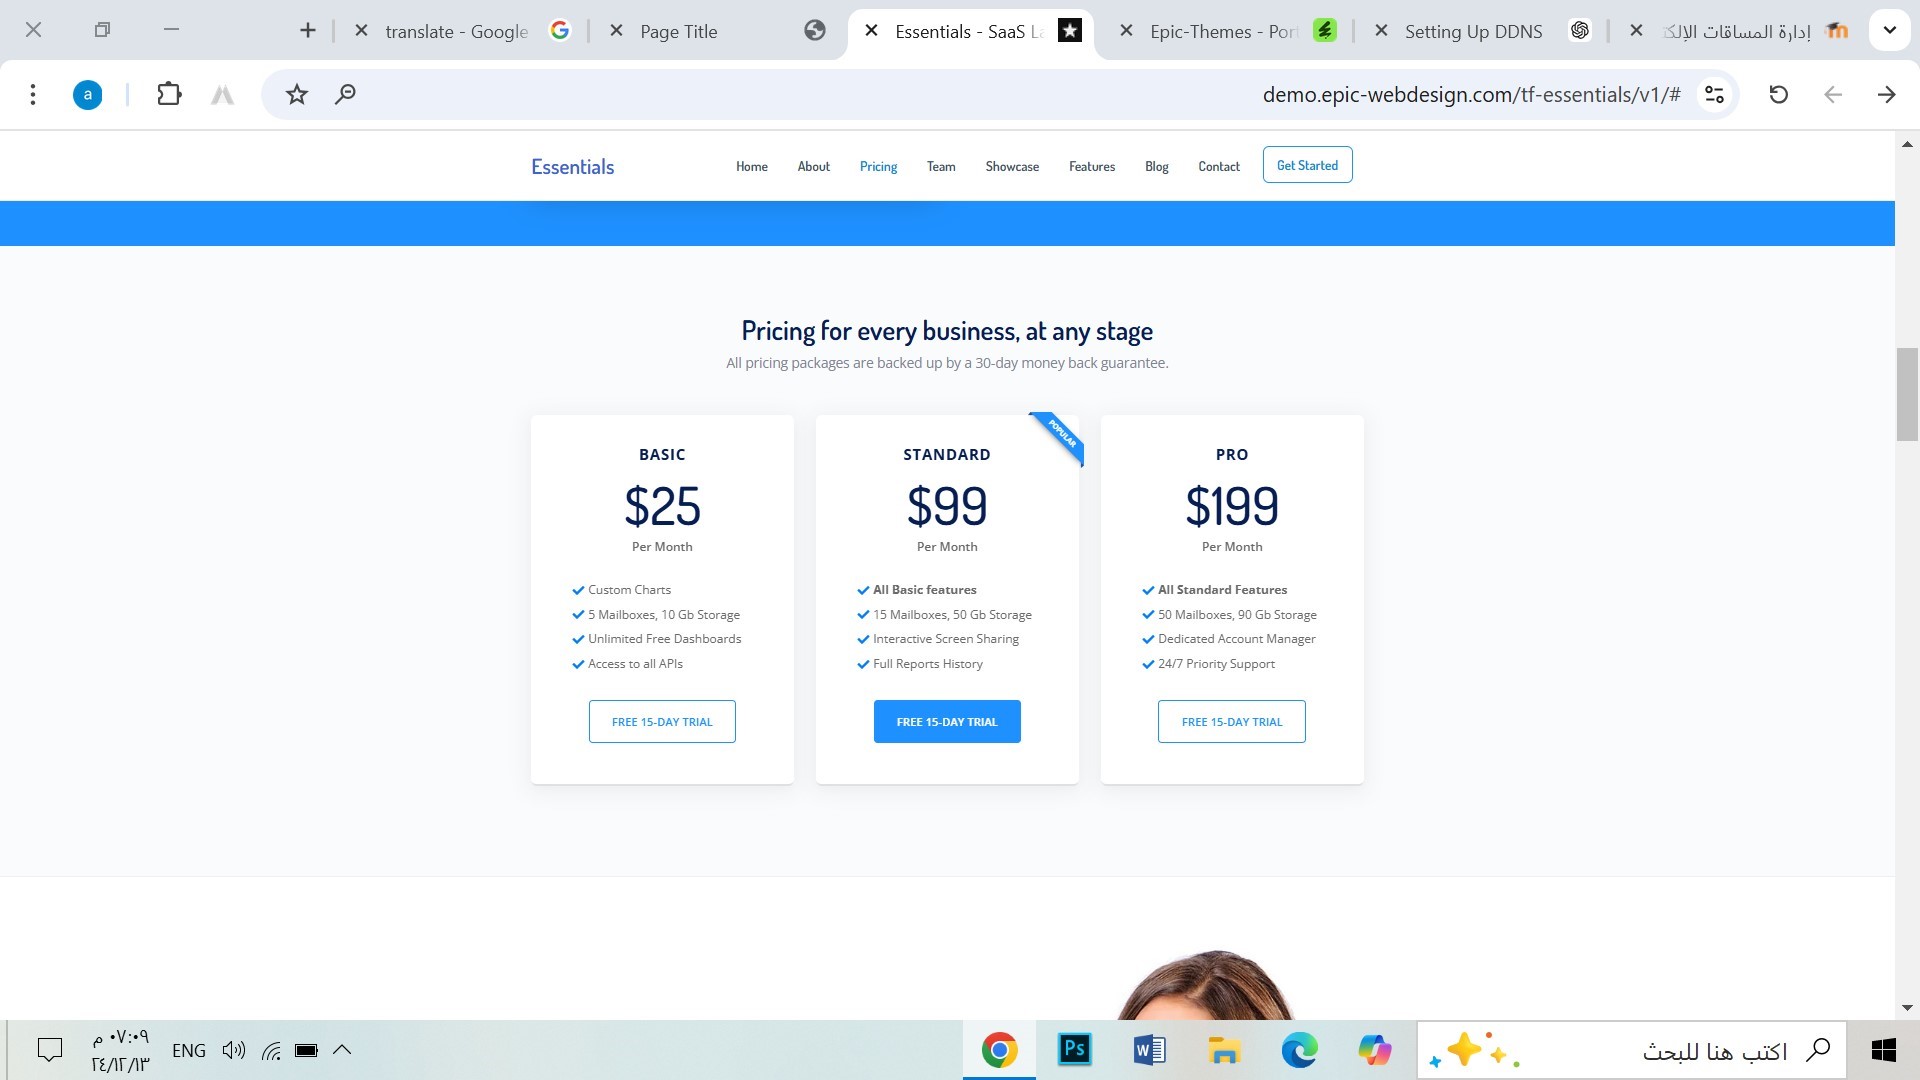 translate - Google
Page Title
Essentials - SaaS La
Epic-Themes - Por
Setting Up DDNS
إدارة المساقات الإلك
a
demo.epic-webdesign.com/tf-essentials/v1/#
Essentials
Home
About
Pricing
Team
Showcase
Features
Blog
Contact
Get Started
Pricing for every business, at any stage
All pricing packages are backed up by a 30-day money back guarantee.
BASIC
$25
Per Month
Custom Charts
5 Mailboxes, 10 Gb Storage
Unlimited Free Dashboards
Access to all APIs
FREE 15-DAY TRIAL
POPULAR
STANDARD
$99
Per Month
All Basic features
15 Mailboxes, 50 Gb Storage
Interactive Screen Sharing
Full Reports History
FREE 15-DAY TRIAL
PRO
$199
Per Month
All Standard Features
50 Mailboxes, 90 Gb Storage
Dedicated Account Manager
24/7 Priority Support
FREE 15-DAY TRIAL
٠٧:٠٩ م
٢٤/١٢/١٣
ENG
Ps
W
اكتب هنا للبحث